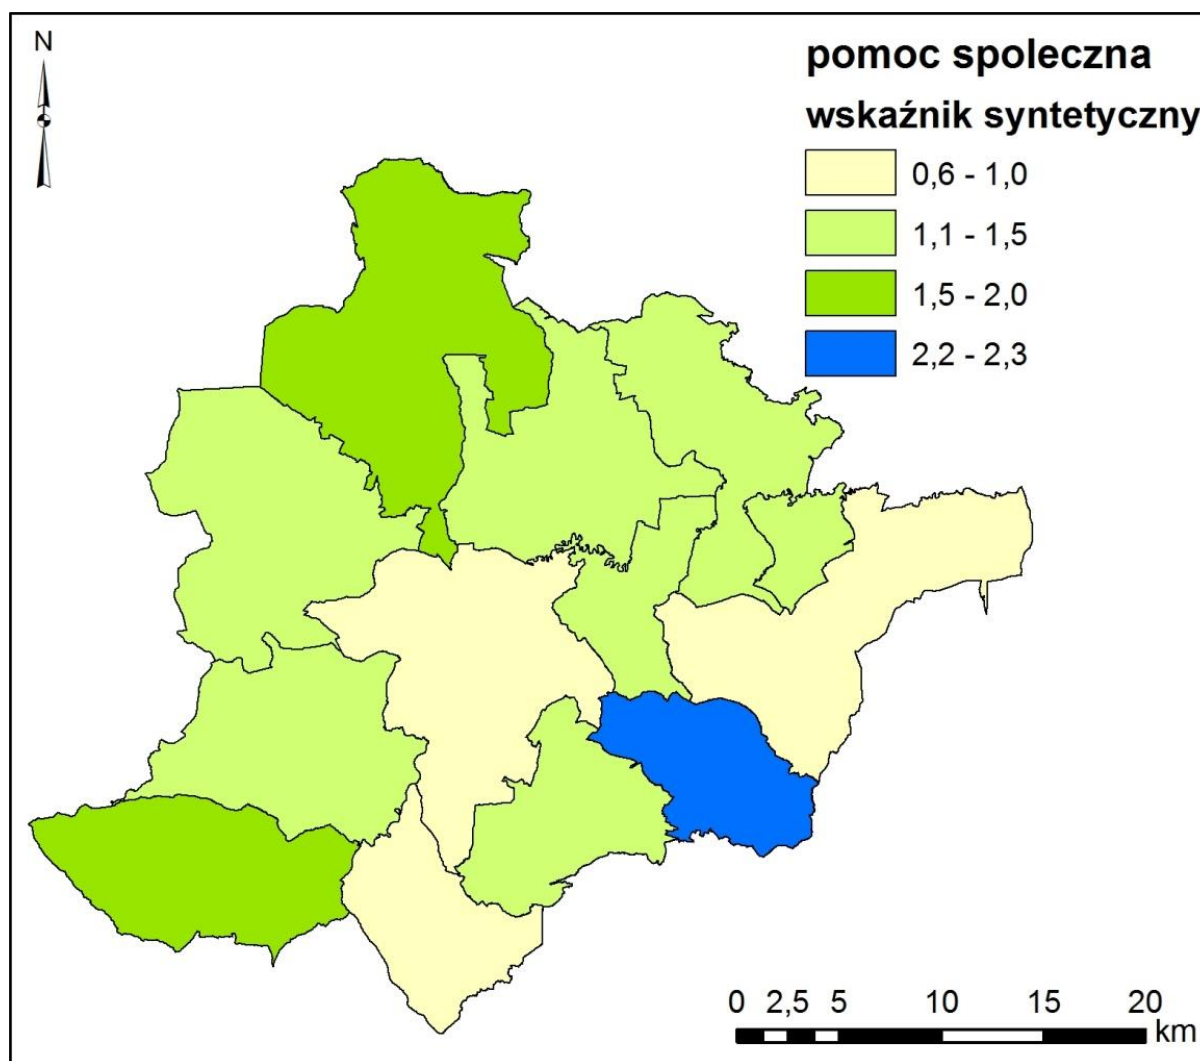 N
pomoc spoleczna
wskaźnik syntetyczny
0,6 - 1,0
1,1 - 1,5
1,5 - 2,0
2,2 - 2,3
0 2,5 5 10 15 20
km